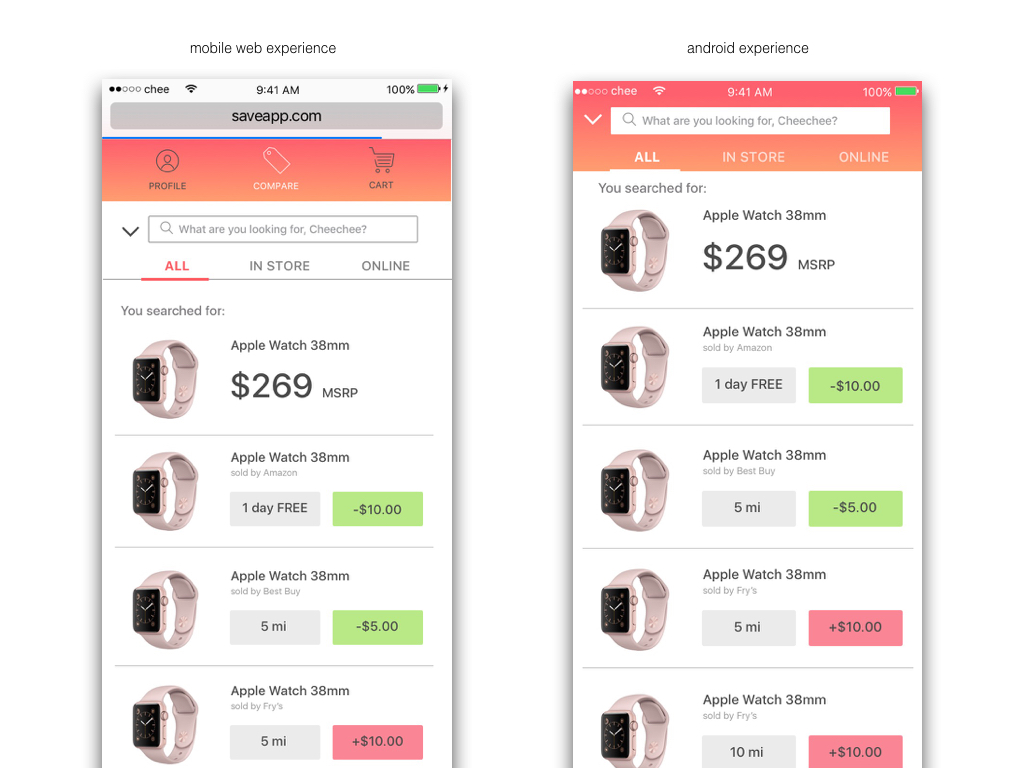 mobile web experience
chee 9:41 AM 100%
saveapp.com
PROFILE COMPARE CART
What are you looking for, Cheechee?
ALL IN STORE ONLINE
You searched for:
Apple Watch 38mm
$269 MSRP
Apple Watch 38mm
sold by Amazon
1 day FREE -$10.00
Apple Watch 38mm
sold by Best Buy
5 mi -$5.00
Apple Watch 38mm
sold by Fry's
5 mi +$10.00
android experience
chee 9:41 AM 100%
What are you looking for, Cheechee?
ALL IN STORE ONLINE
You searched for:
Apple Watch 38mm
$269 MSRP
Apple Watch 38mm
sold by Amazon
1 day FREE -$10.00
Apple Watch 38mm
sold by Best Buy
5 mi -$5.00
Apple Watch 38mm
sold by Fry's
5 mi +$10.00
Apple Watch 38mm
sold by Fry's
10 mi +$10.00